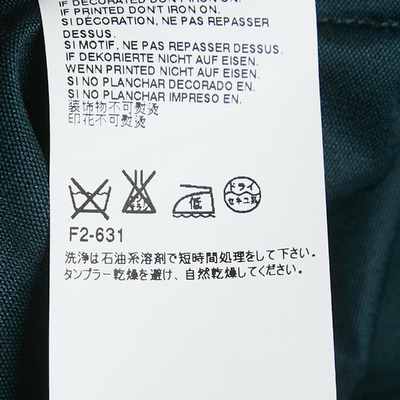 IF DECORATED DON'T IRON ON.
IF PRINTED DON'T IRON ON.
SI DÉCORATION, NE PAS REPASSER
DESSUS.
SI MOTIF, NE PAS REPASSER DESSUS.
IF DEKORIERTE NICHT AUF EISEN.
WENN PRINTED NICHT AUF EISEN.
SI NO PLANCHAR DECORADO EN.
SI NO PLANCHAR IMPRESO EN.
装饰物不可熨烫
印花不可熨烫
低
ドライ
セキユ系
F2-631
洗浄は石油系溶剤で短時間処理をして下さい。
タンブラー乾燥を避け、自然乾燥してください。